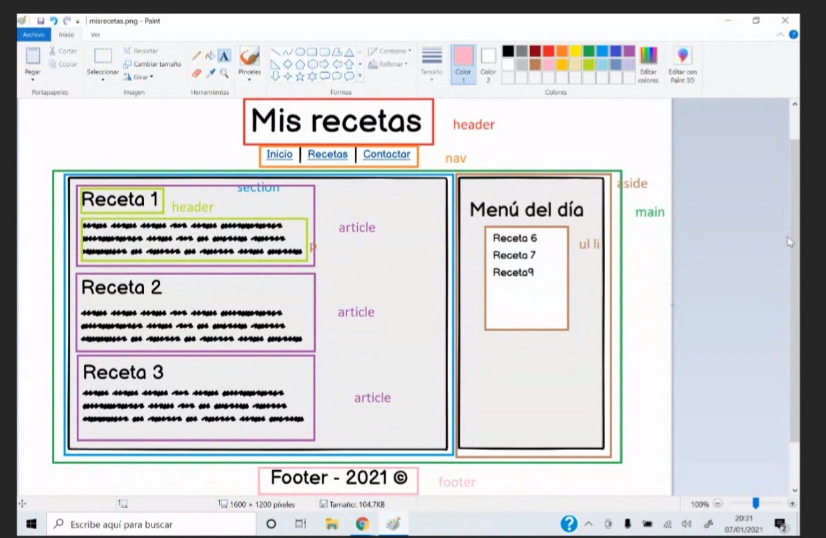 misrecetas.png - Paint
Archivo Inicio Ver
Pegar
Cortar
Copiar
Portapapeles
Seleccionar
Recortar
Cambiar tamaño
Girar
Imagen
Herramientas
Pinceles
Formas
Contorno
Rellenar
Tamaño
Color 1
Color 2
Colores
Editar colores
Editar con Paint 3D
Mis recetas
header
Inicio Recetas Contactar
nav
section
aside
main
Receta 1
header
article
p
Menú del día
Receta 6
Receta 7
Receta9
ul li
Receta 2
article
Receta 3
article
Footer - 2021 ©
footer
1600 × 1200 píxeles
Tamaño: 104,7KB
100%
Escribe aquí para buscar
20:31
07/01/2021
2